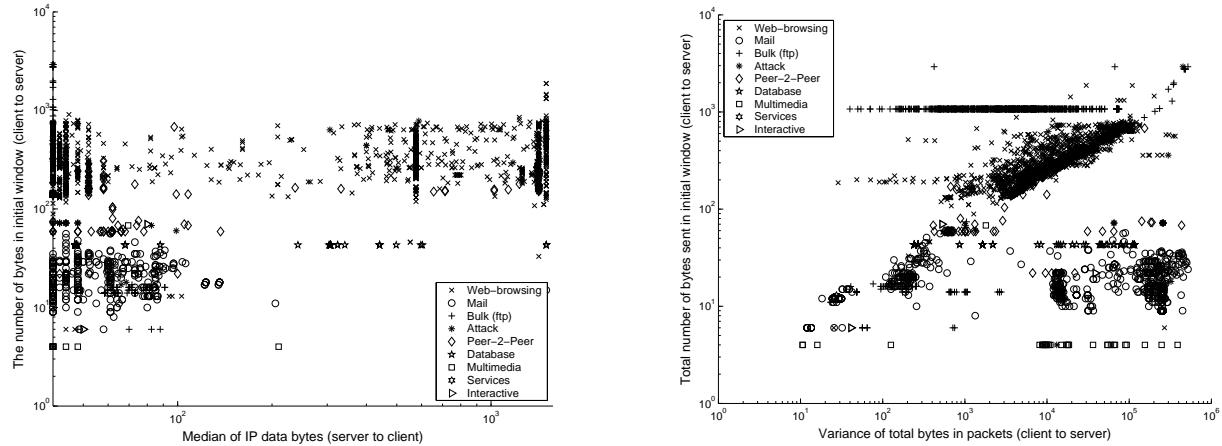 10^4
10^3
10^2
10^1
10^0
10^2
10^3
The number of bytes in initial window (client to server)
Median of IP data bytes (server to client)
Web−browsing
Mail
Bulk (ftp)
Attack
Peer−2−Peer
Database
Multimedia
Services
Interactive
10^4
10^3
10^2
10^1
10^0
10^0
10^1
10^2
10^3
10^4
10^5
10^6
Total number of bytes sent in initial window (client to server)
Variance of total bytes in packets (client to server)
Web−browsing
Mail
Bulk (ftp)
Attack
Peer−2−Peer
Database
Multimedia
Services
Interactive